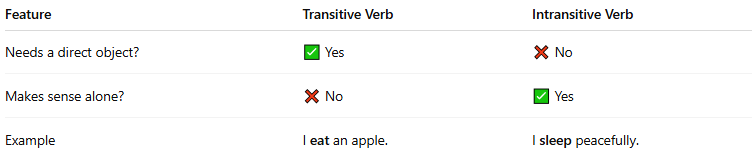 Feature Transitive Verb Intransitive Verb
Needs a direct object? ✅ Yes ❌ No
Makes sense alone? ❌ No ✅ Yes
Example I eat an apple. I sleep peacefully.